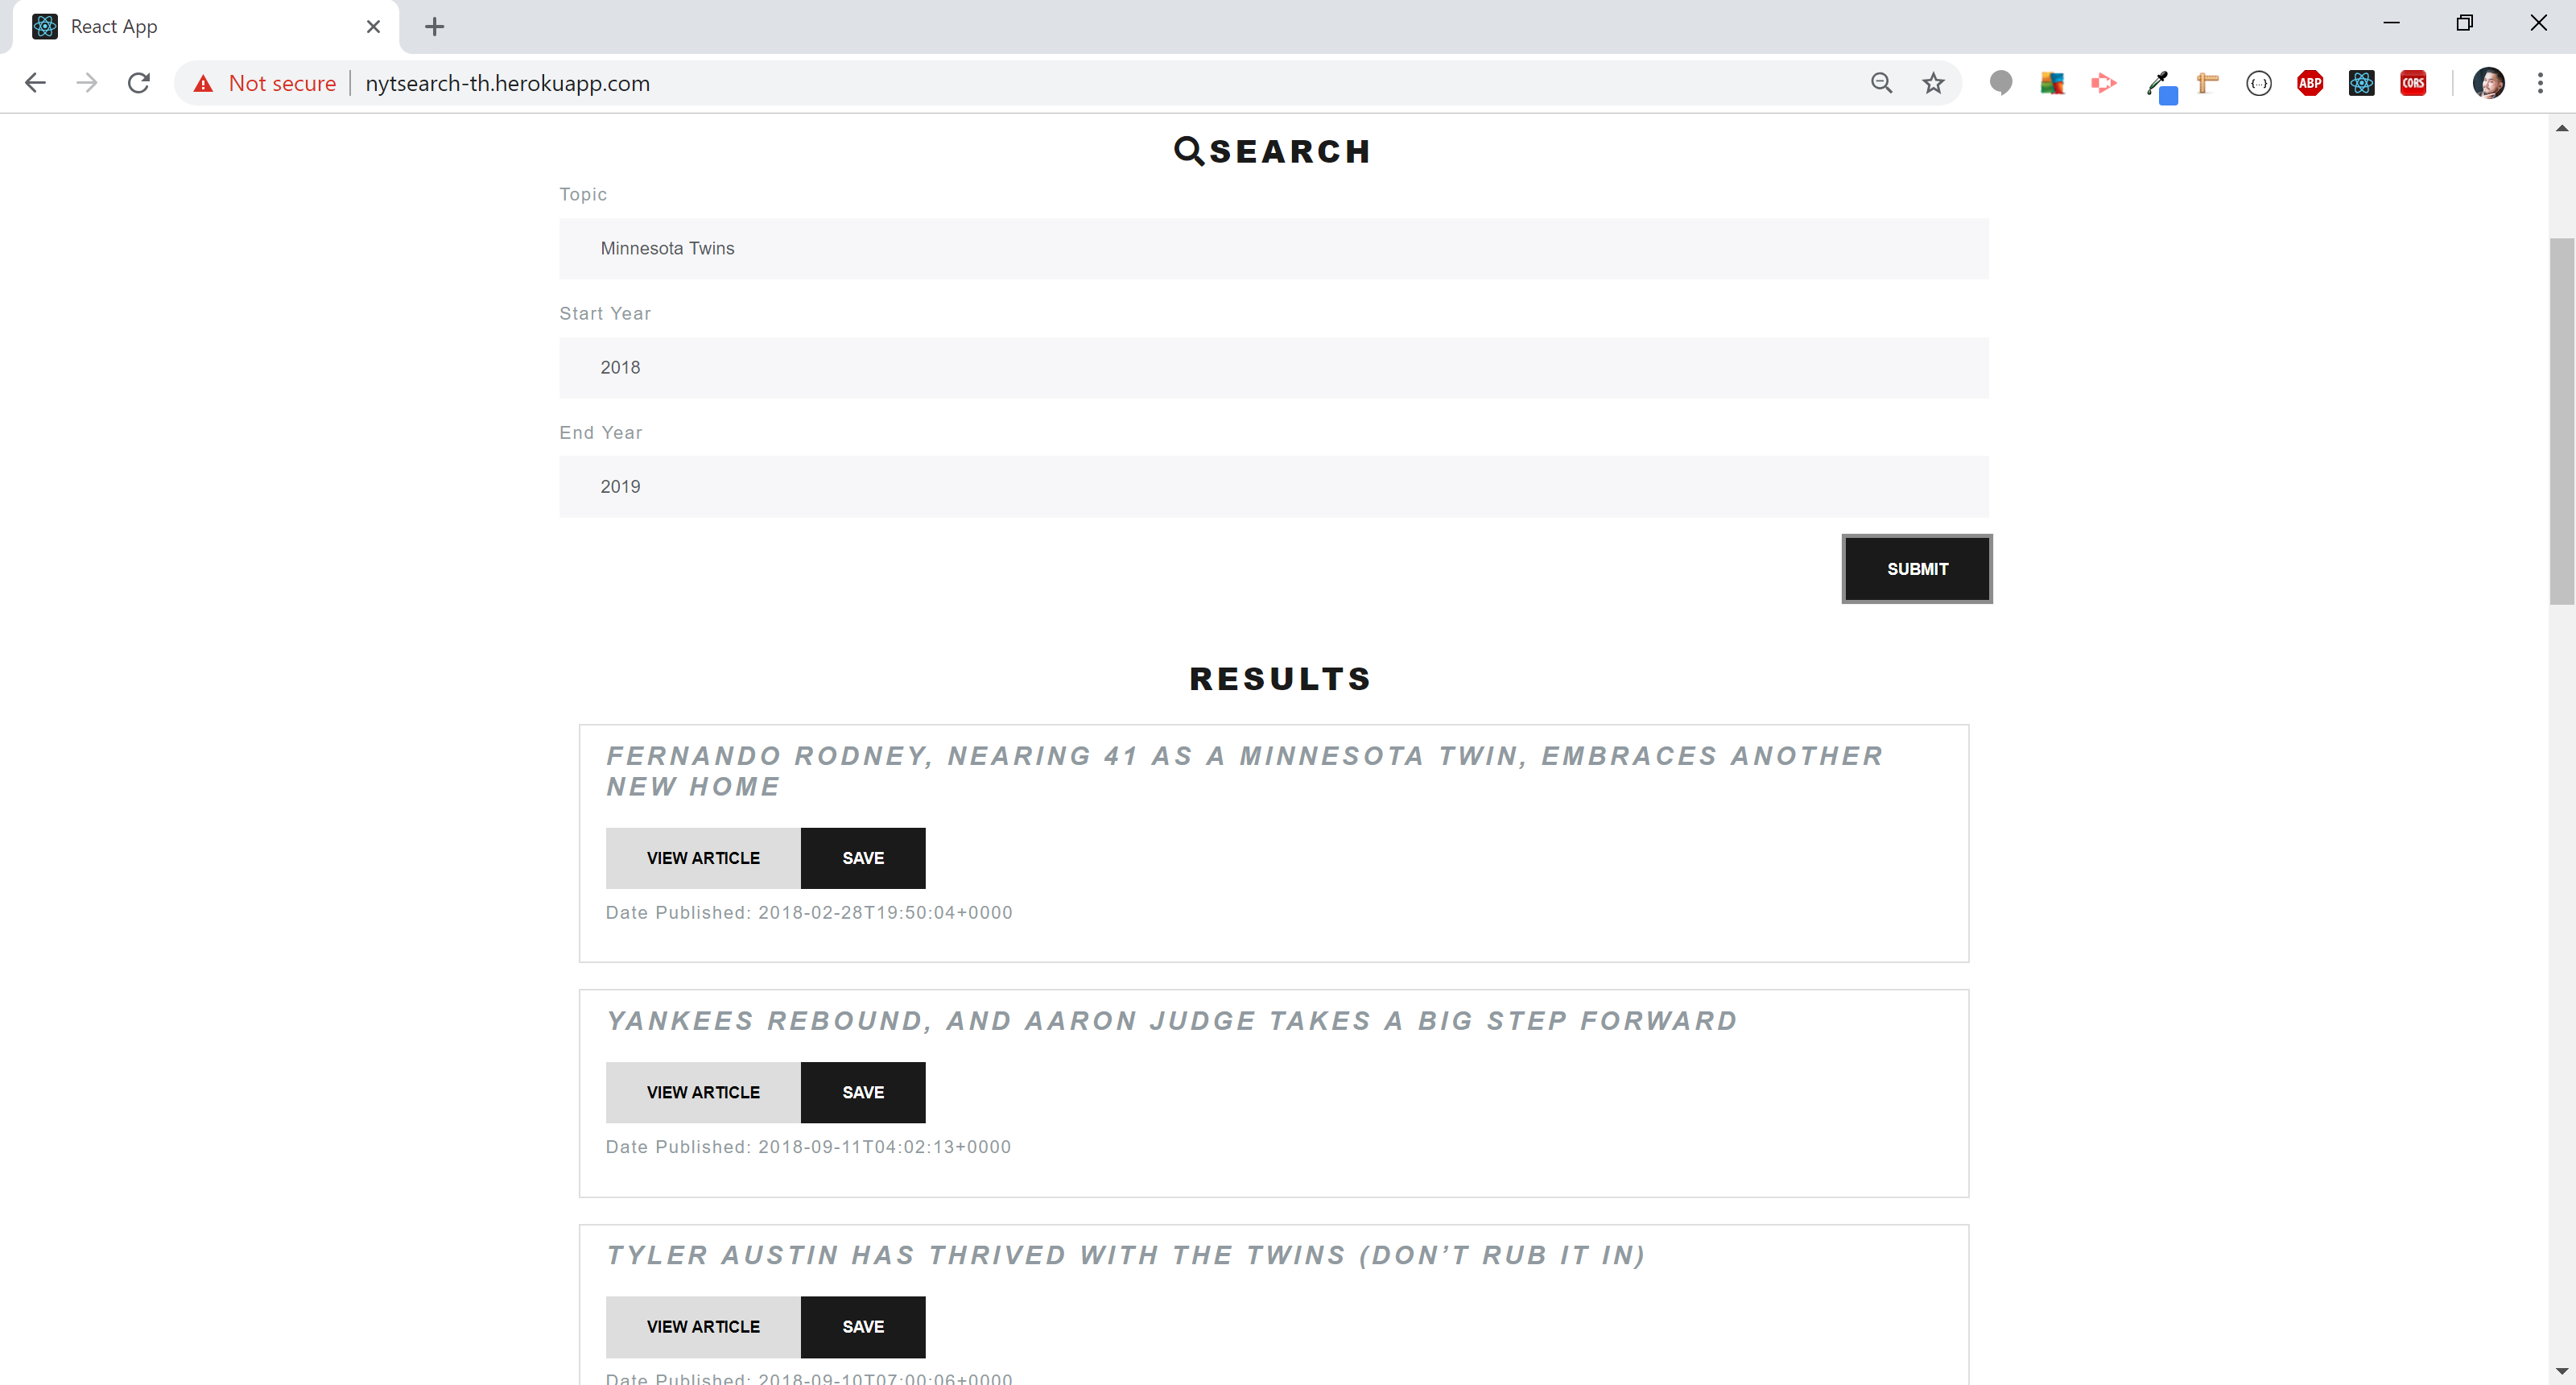 React App
Not secure
nytsearch-th.herokuapp.com
ABP
CORS
SEARCH
Topic
Minnesota Twins
Start Year
2018
End Year
2019
SUBMIT
RESULTS
FERNANDO RODNEY, NEARING 41 AS A MINNESOTA TWIN, EMBRACES ANOTHER
NEW HOME
VIEW ARTICLE
SAVE
Date Published: 2018-02-28T19:50:04+0000
YANKEES REBOUND, AND AARON JUDGE TAKES A BIG STEP FORWARD
VIEW ARTICLE
SAVE
Date Published: 2018-09-11T04:02:13+0000
TYLER AUSTIN HAS THRIVED WITH THE TWINS (DON’T RUB IT IN)
VIEW ARTICLE
SAVE
Date Published: 2018-09-10T07:00:06+0000